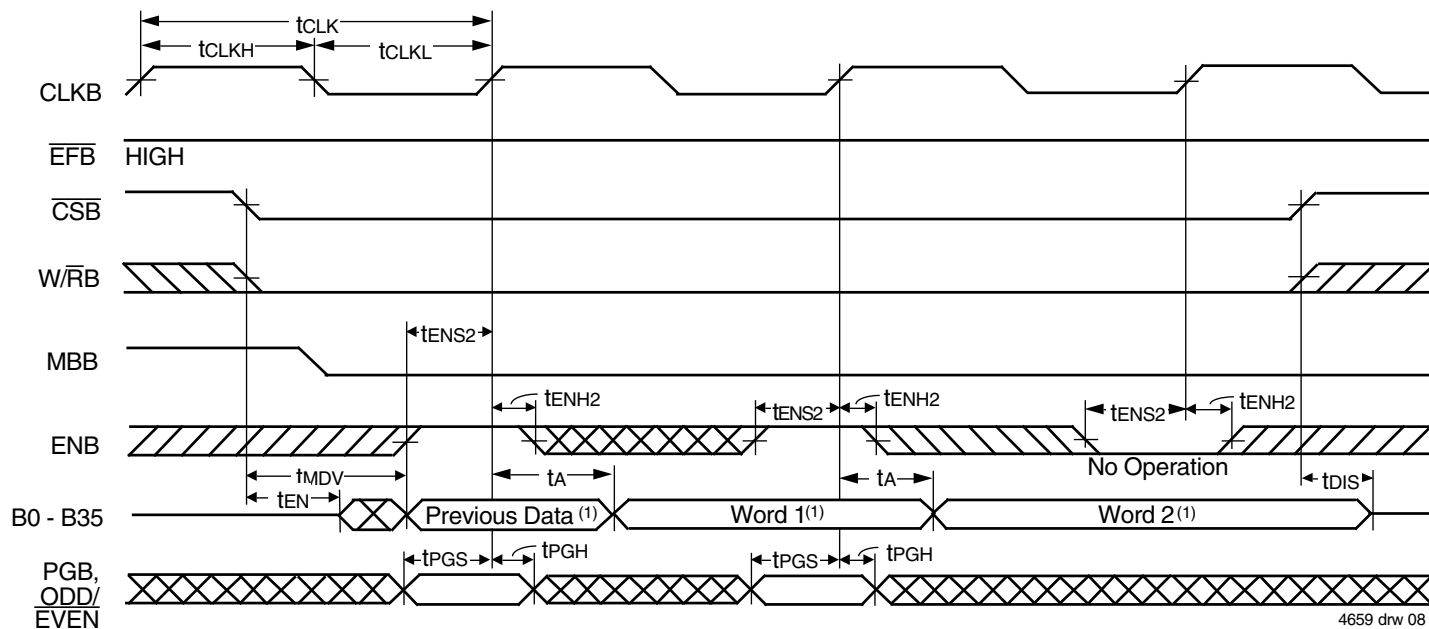 tCLK
tCLKH tCLKL
CLKB
EFB HIGH
CSB
W/RB
tENS2
MBB
tENH2 tENS2 tENH2 tENS2 tENH2
ENB
No Operation
tMDV tA tA tDIS
tEN
B0 - B35 Previous Data (1) Word 1(1) Word 2(1)
tPGS tPGH tPGS tPGH
PGB,
ODD/
EVEN
4659 drw 08